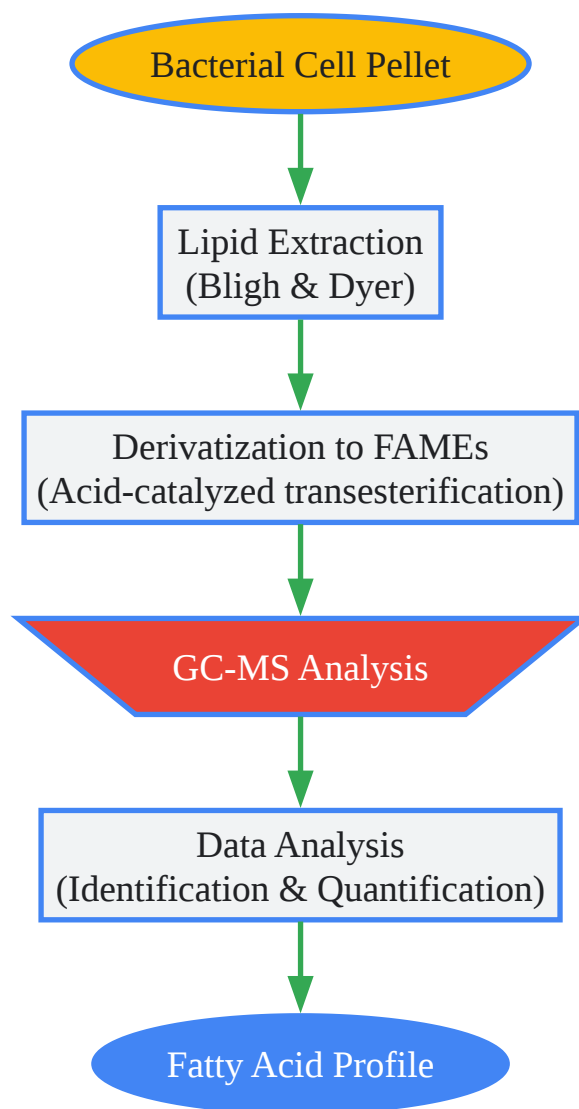 Bacterial Cell Pellet
Lipid Extraction
(Bligh & Dyer)
Derivatization to FAMEs
(Acid-catalyzed transesterification)
GC-MS Analysis
Data Analysis
(Identification & Quantification)
Fatty Acid Profile